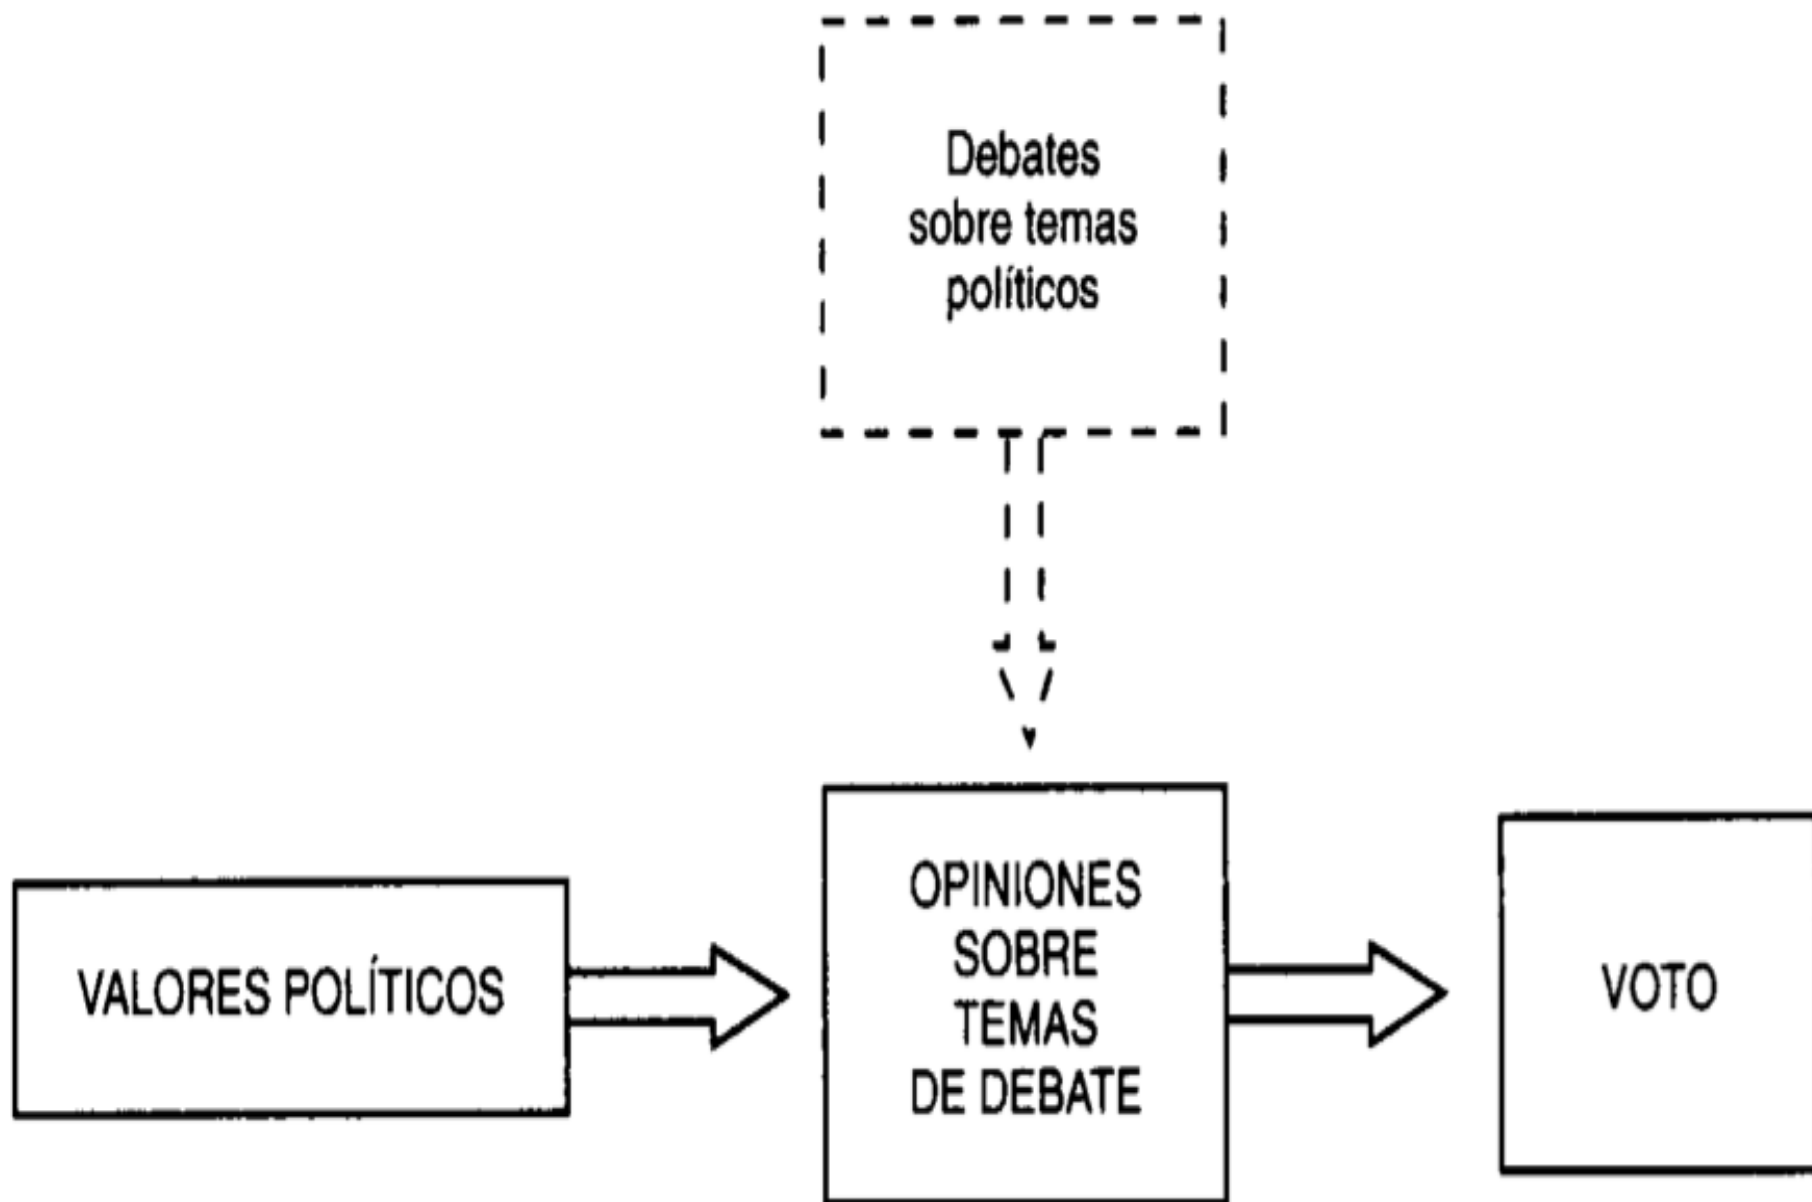 Debates
sobre temas
políticos
VALORES POLÍTICOS
OPINIONES
SOBRE
TEMAS
DE DEBATE
VOTO